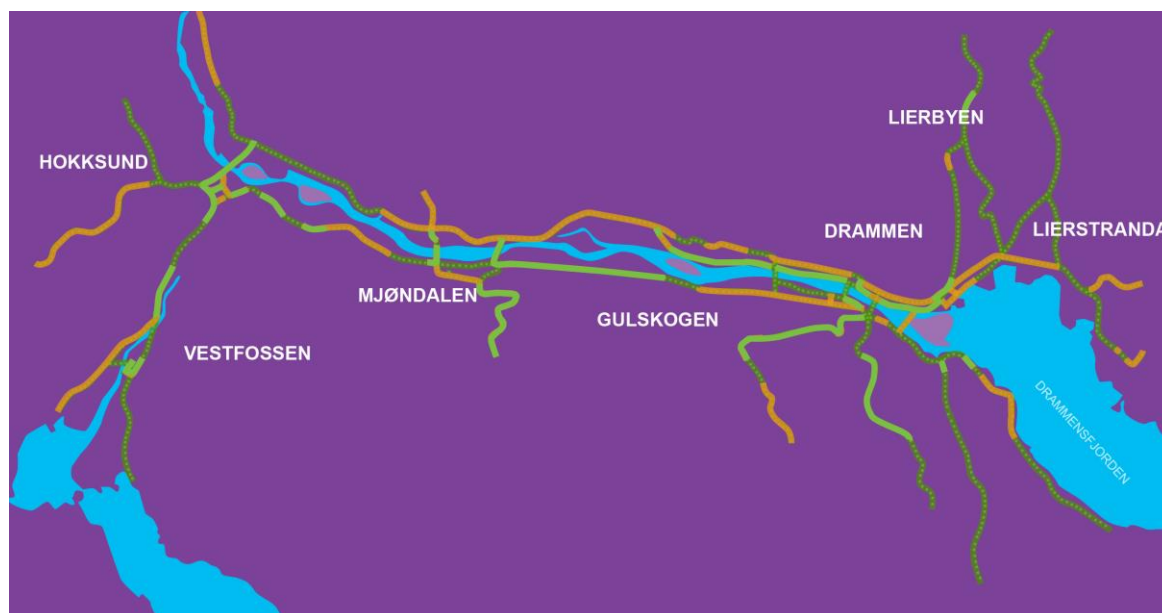 LIERBYEN
HOKKSUND
DRAMMEN
LIERSTRANDA
MJØNDALEN
GULSKOGEN
VESTFOSSEN
DRAMMENSFJORDEN